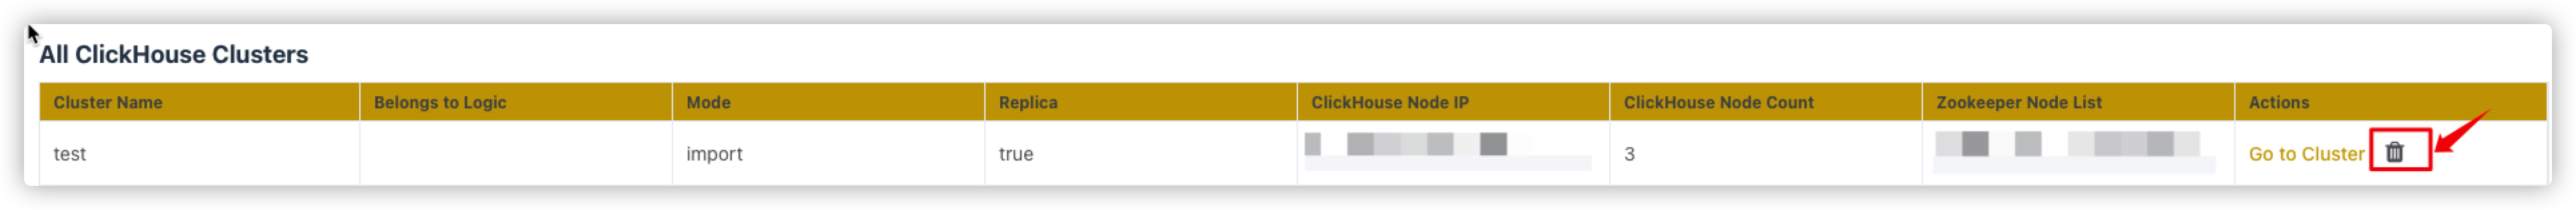 All ClickHouse Clusters
Cluster Name Belongs to Logic Mode Replica ClickHouse Node IP ClickHouse Node Count Zookeeper Node List Actions
test import true 3 Go to Cluster